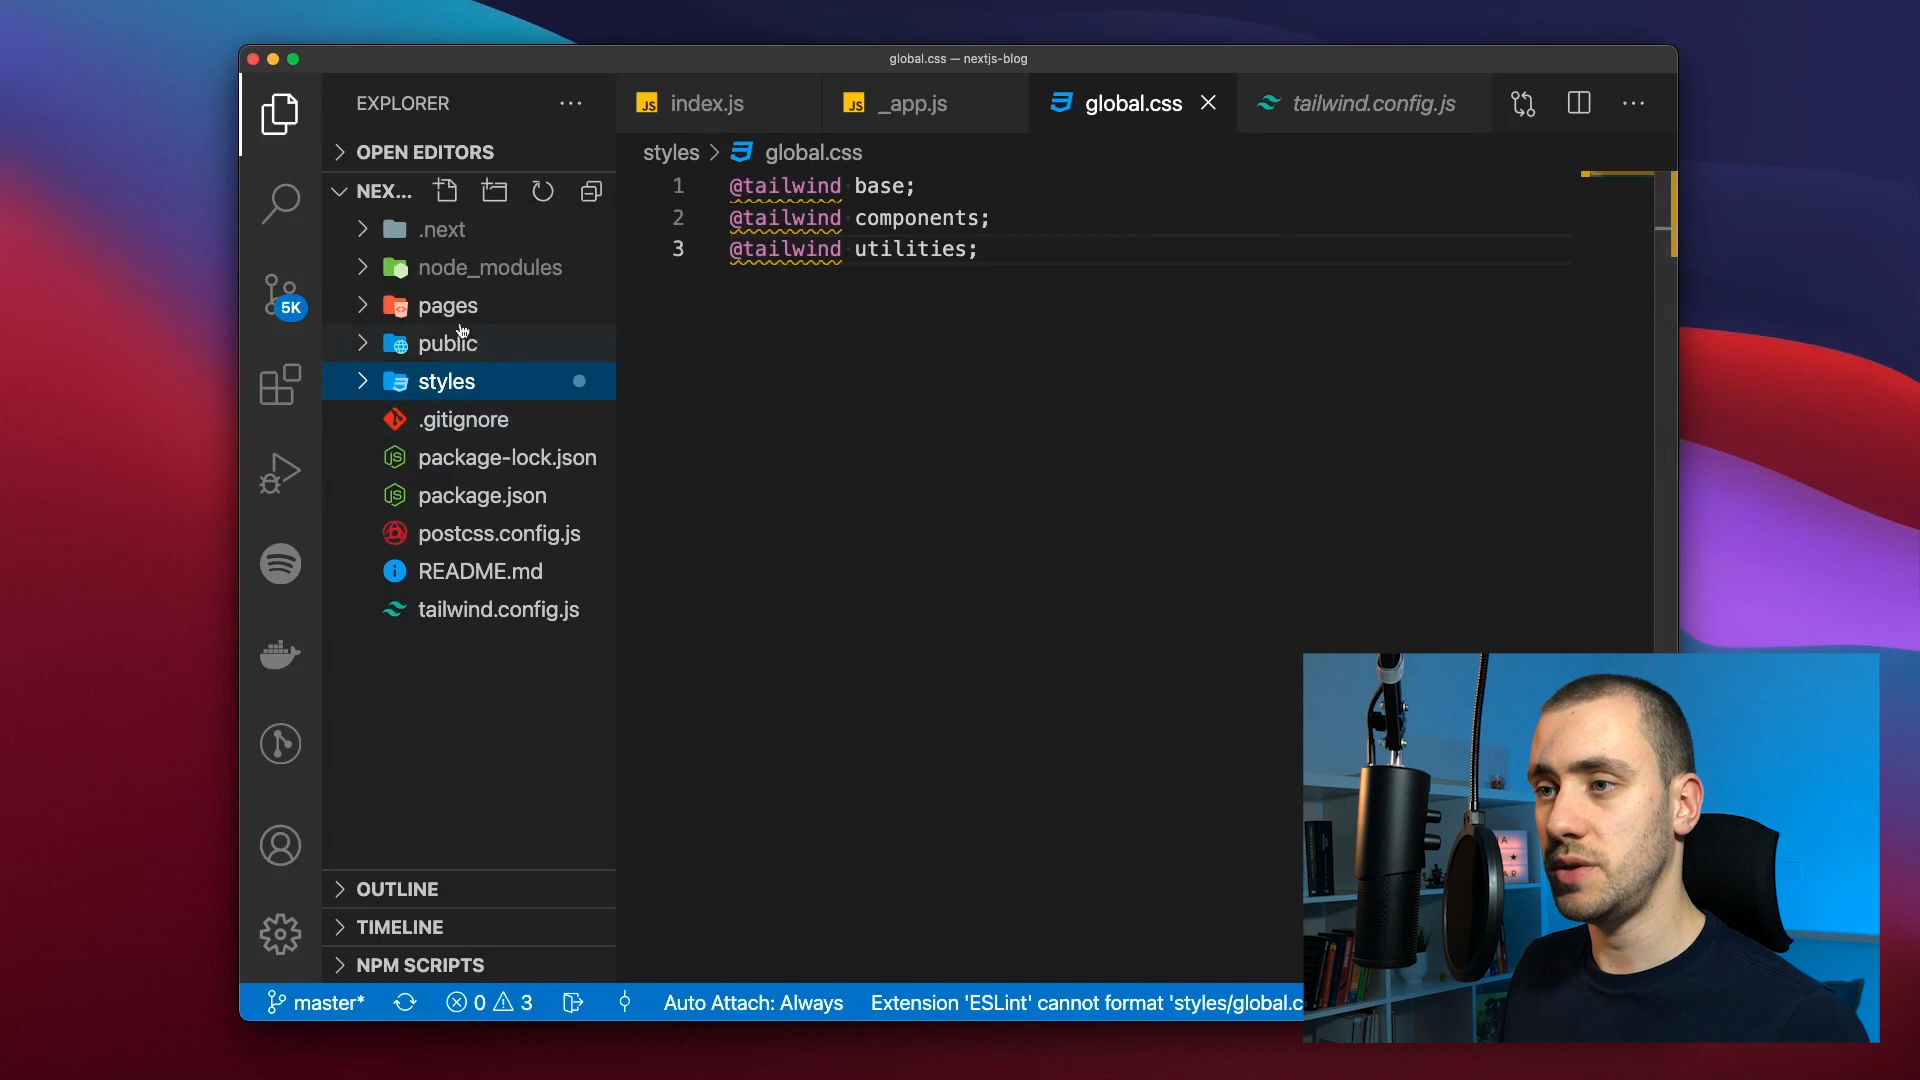 global.css — nextjs-blog
EXPLORER
index.js
_app.js
global.css
tailwind.config.js
OPEN EDITORS
styles > global.css
NEX...
1 @tailwind base;
2 @tailwind components;
3 @tailwind utilities;
.next
node_modules
pages
public
styles
.gitignore
package-lock.json
package.json
postcss.config.js
README.md
tailwind.config.js
5K
OUTLINE
TIMELINE
NPM SCRIPTS
master*
0
3
Auto Attach: Always
Extension 'ESLint' cannot format 'styles/global.c